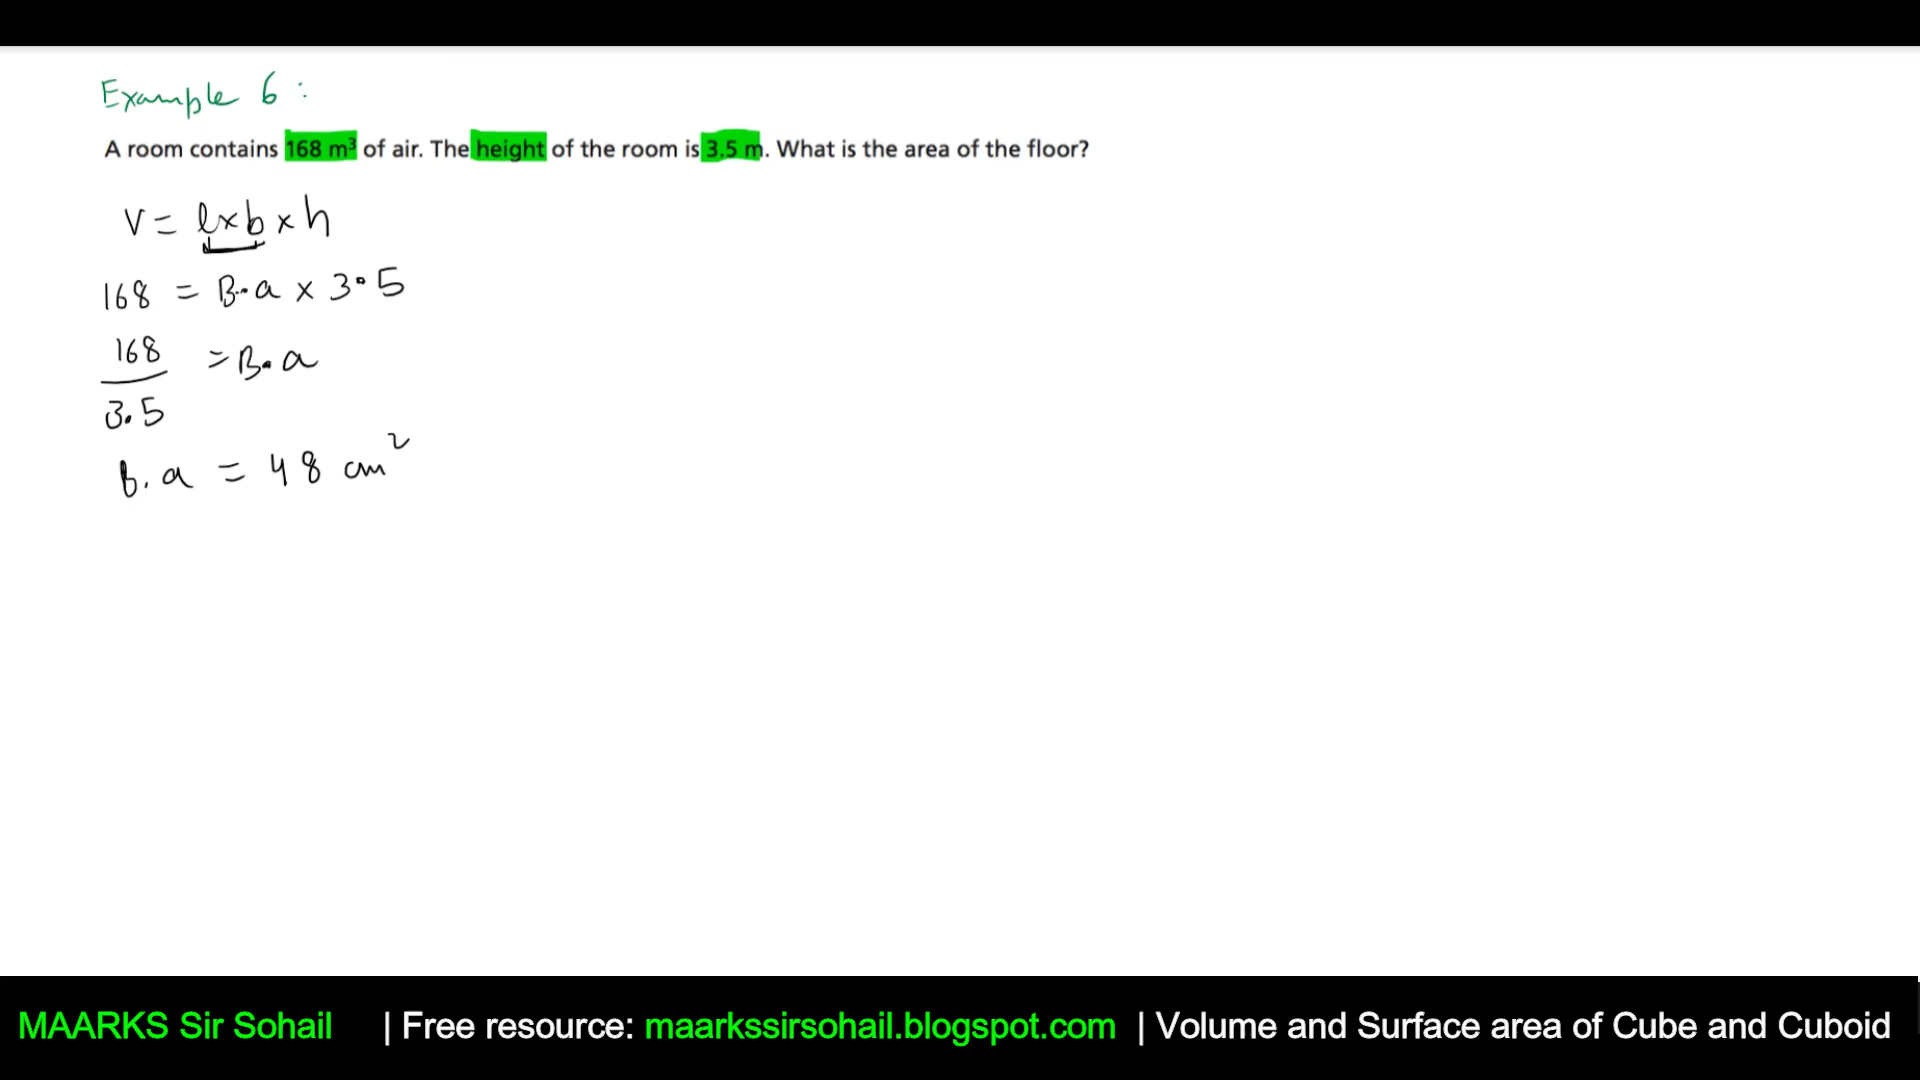 Example 6 :
A room contains 168 m³ of air. The height of the room is 3.5 m. What is the area of the floor?
V = l × b × h
168 = B.a × 3.5
168
= B.a
3.5
b.a = 48 cm²
MAARKS Sir Sohail | Free resource: maarkssirsohail.blogspot.com | Volume and Surface area of Cube and Cuboid